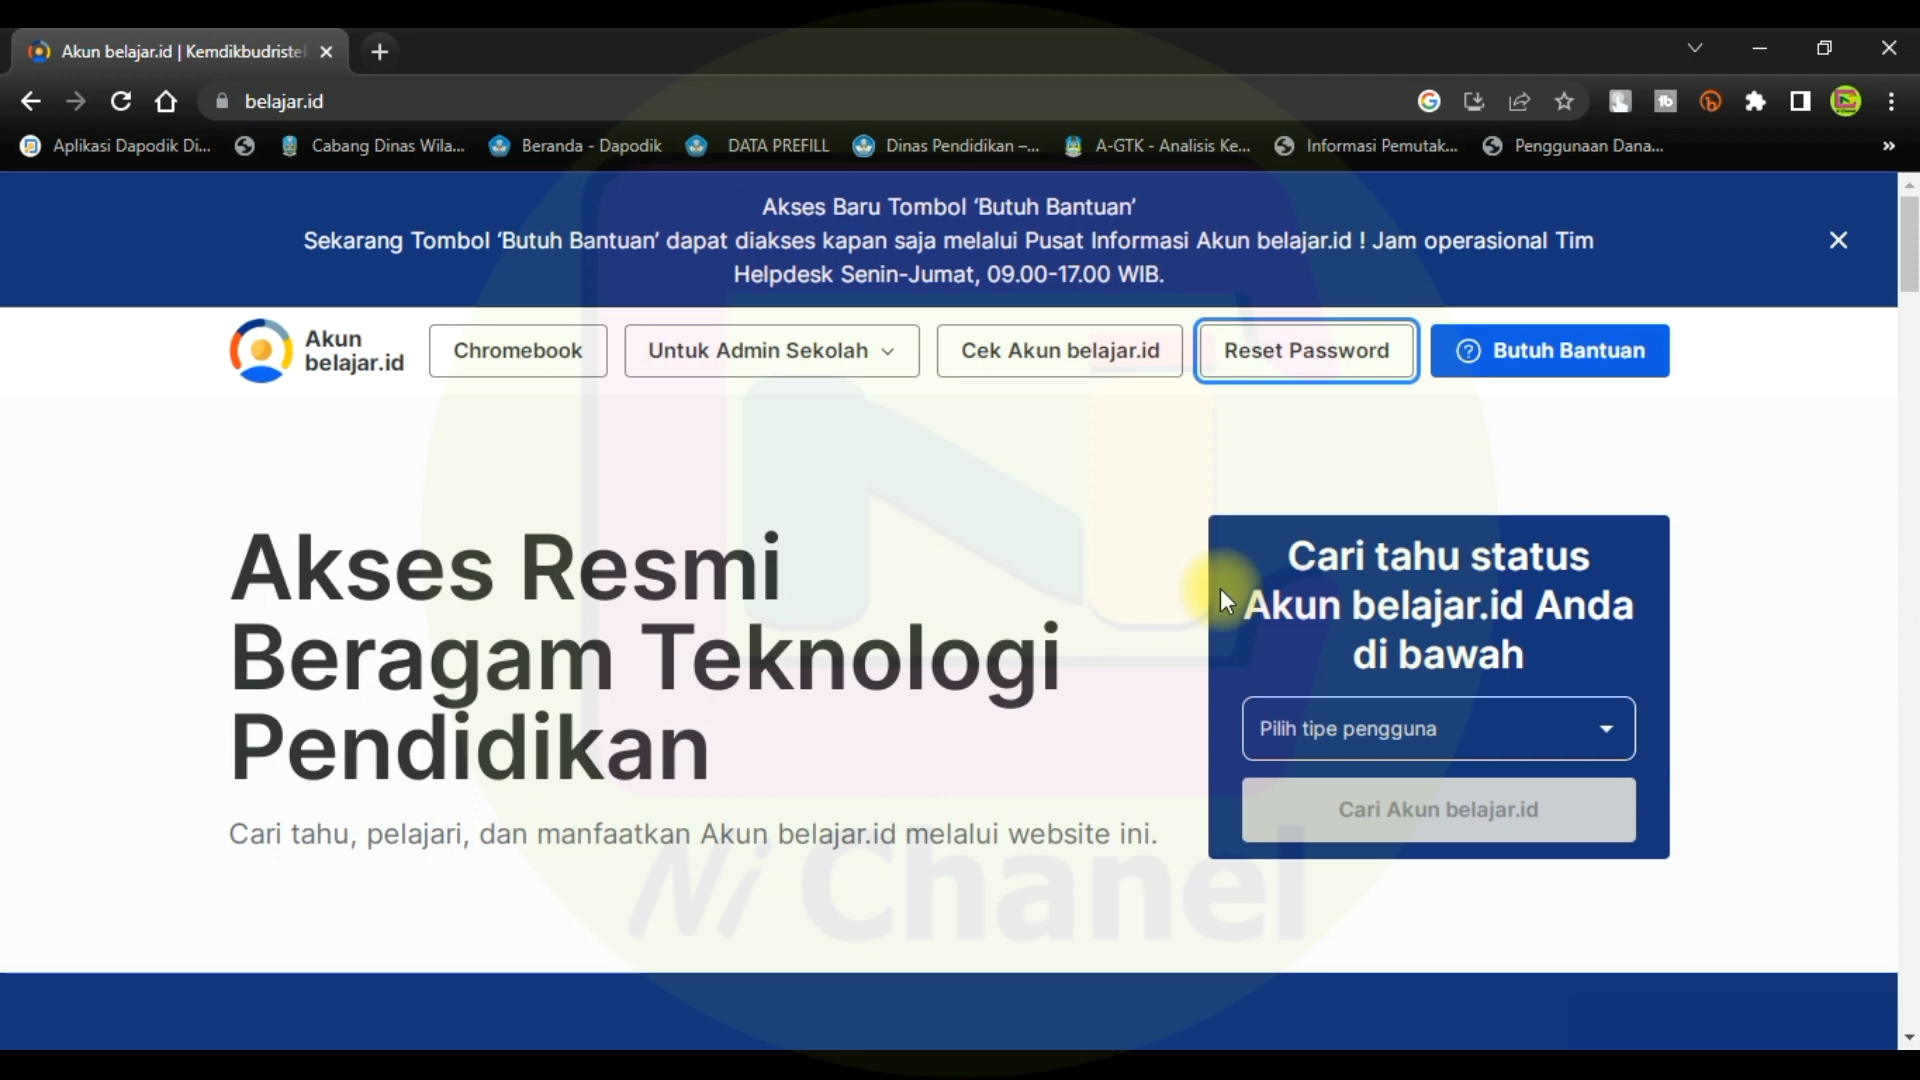 Akun belajar.id | Kemdikbudriste
belajar.id
Aplikasi Dapodik Di...
Cabang Dinas Wila...
Beranda - Dapodik
DATA PREFILL
Dinas Pendidikan –...
A-GTK - Analisis Ke...
Informasi Pemutak...
Penggunaan Dana...
Akses Baru Tombol ‘Butuh Bantuan’
Sekarang Tombol ‘Butuh Bantuan’ dapat diakses kapan saja melalui Pusat Informasi Akun belajar.id ! Jam operasional Tim
Helpdesk Senin-Jumat, 09.00-17.00 WIB.
Akun
belajar.id
Chromebook
Untuk Admin Sekolah
Cek Akun belajar.id
Reset Password
Butuh Bantuan
Akses Resmi
Beragam Teknologi
Pendidikan
Cari tahu, pelajari, dan manfaatkan Akun belajar.id melalui website ini.
Cari tahu status
Akun belajar.id Anda
di bawah
Pilih tipe pengguna
Cari Akun belajar.id
Ni Chanel